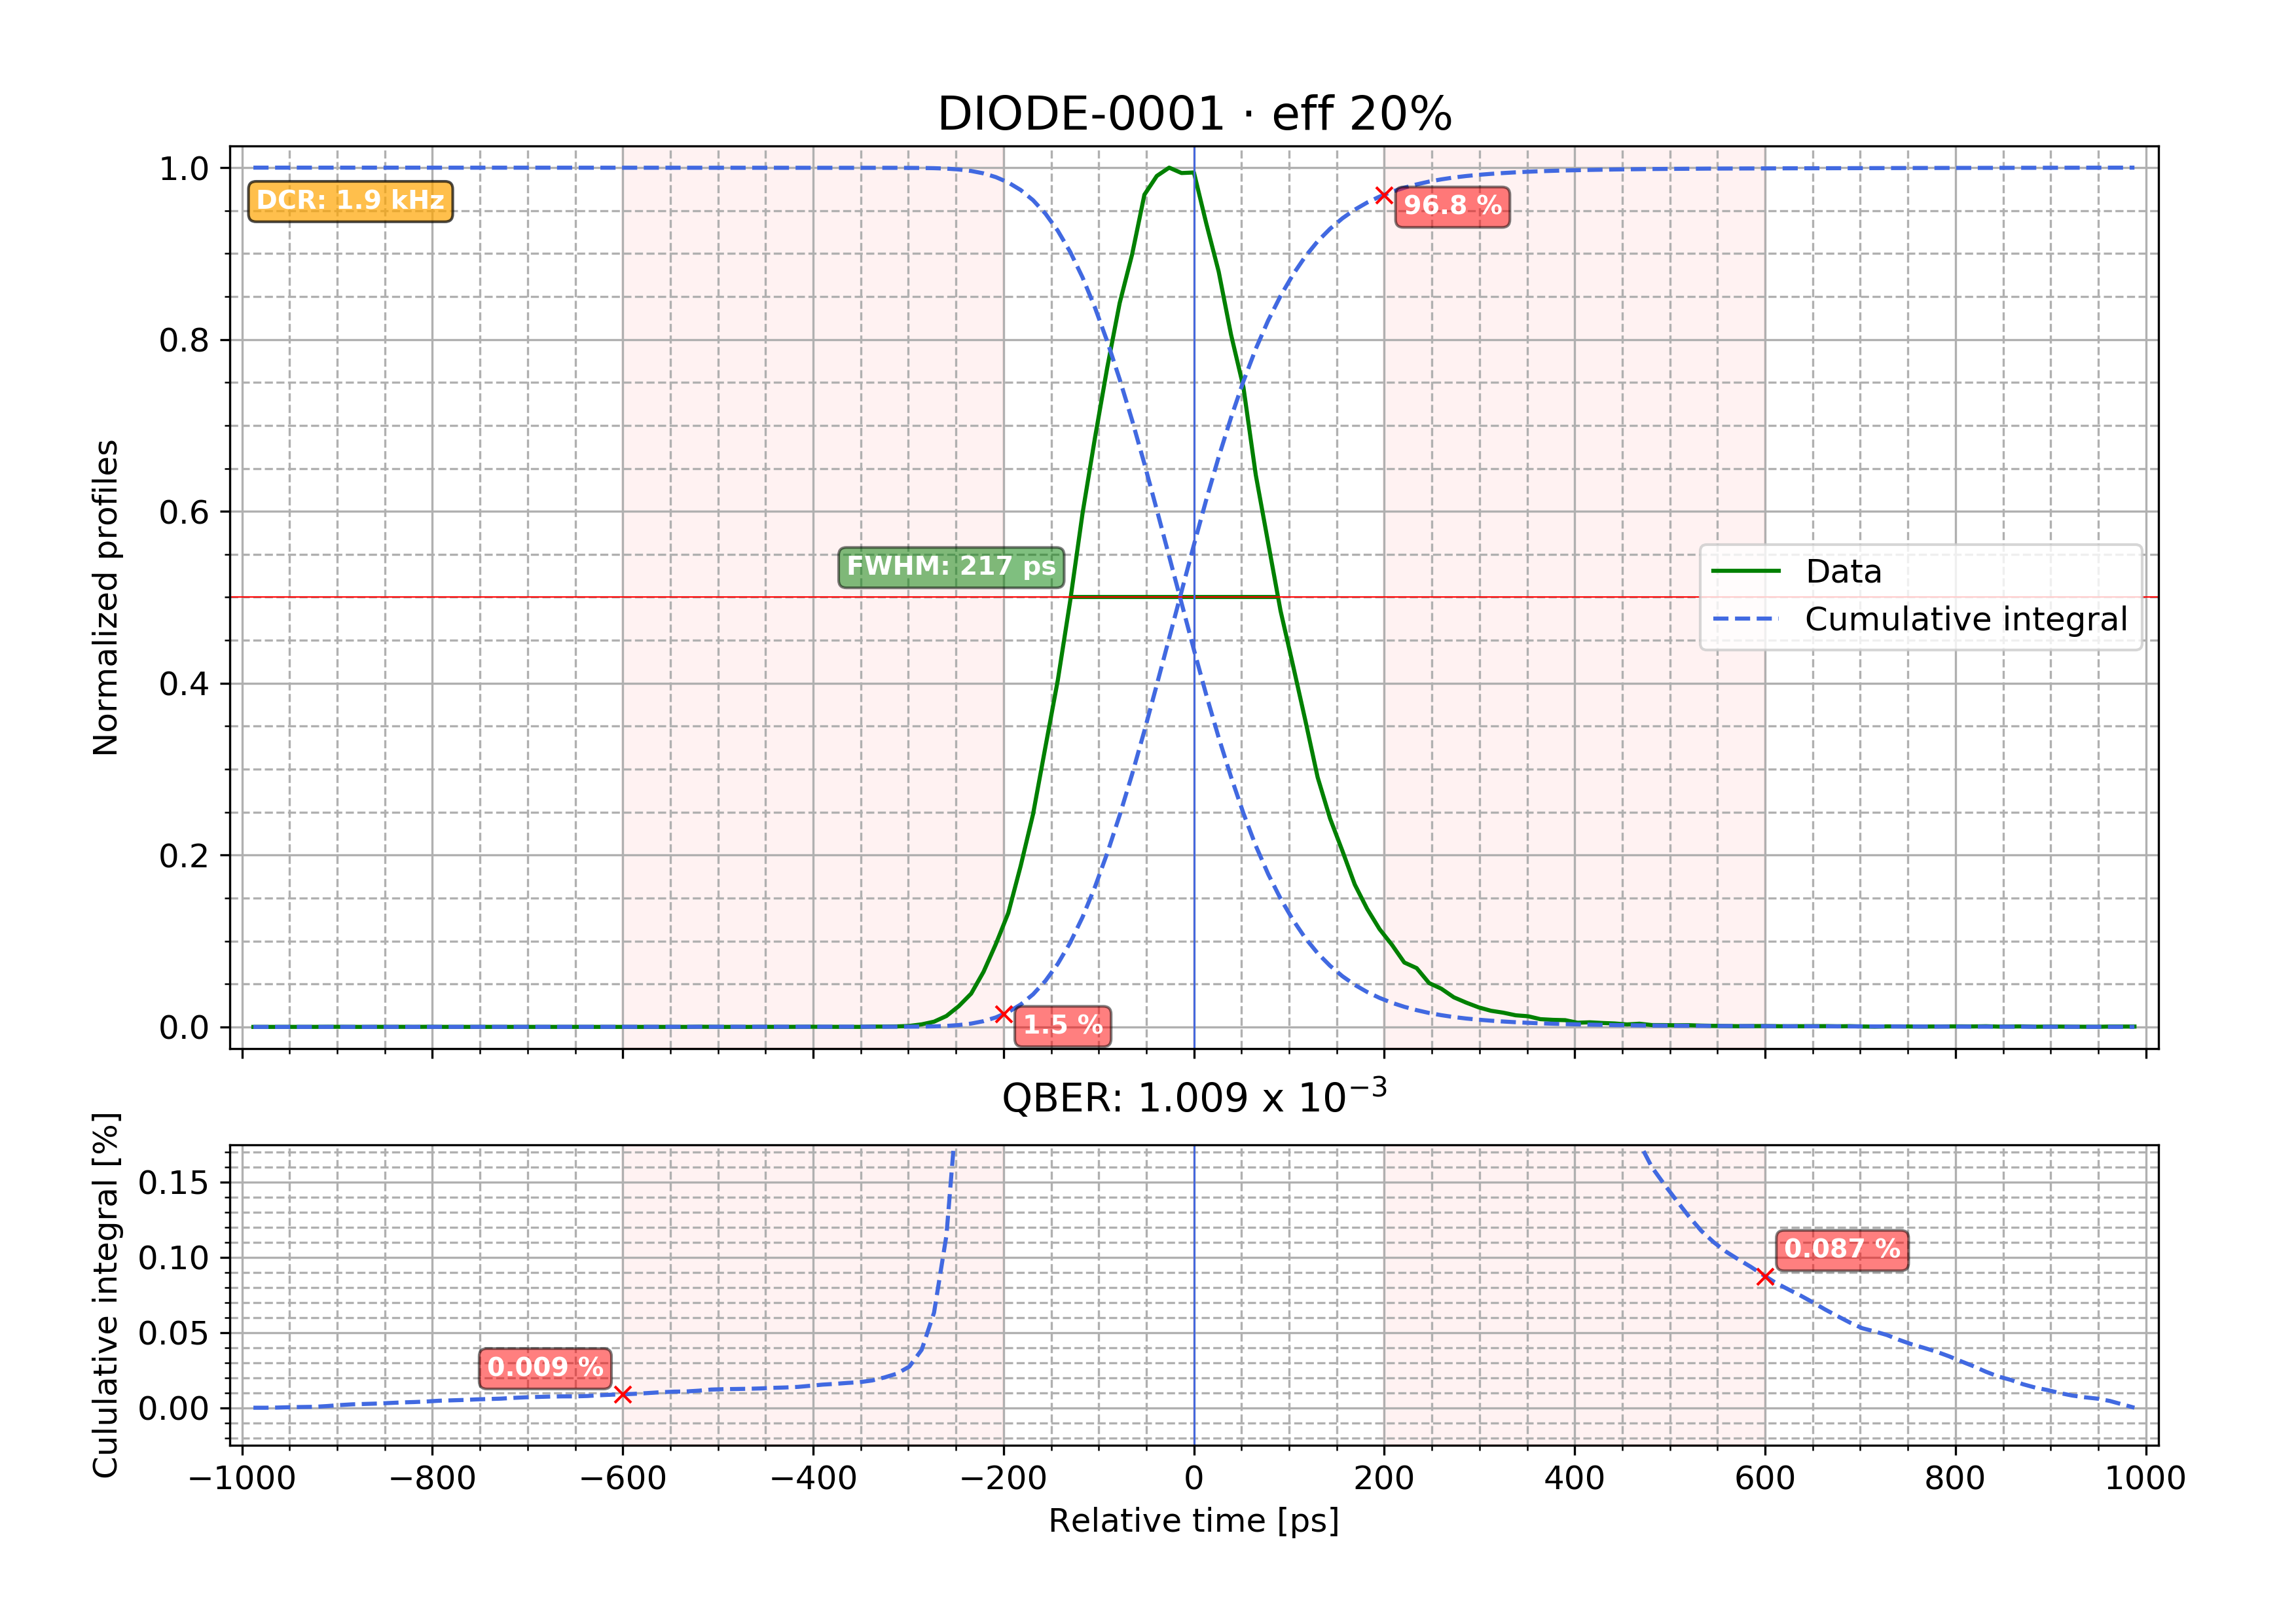 DIODE-0001 · eff 20%
Normalized profiles
1.0
0.8
0.6
0.4
0.2
0.0
DCR: 1.9 kHz
96.8 %
FWHM: 217 ps
Data
Cumulative integral
1.5 %
QBER: 1.009 x 10⁻³
Cululative integral [%]
0.15
0.10
0.05
0.00
0.087 %
0.009 %
−1000 −800 −600 −400 −200 0 200 400 600 800 1000
Relative time [ps]